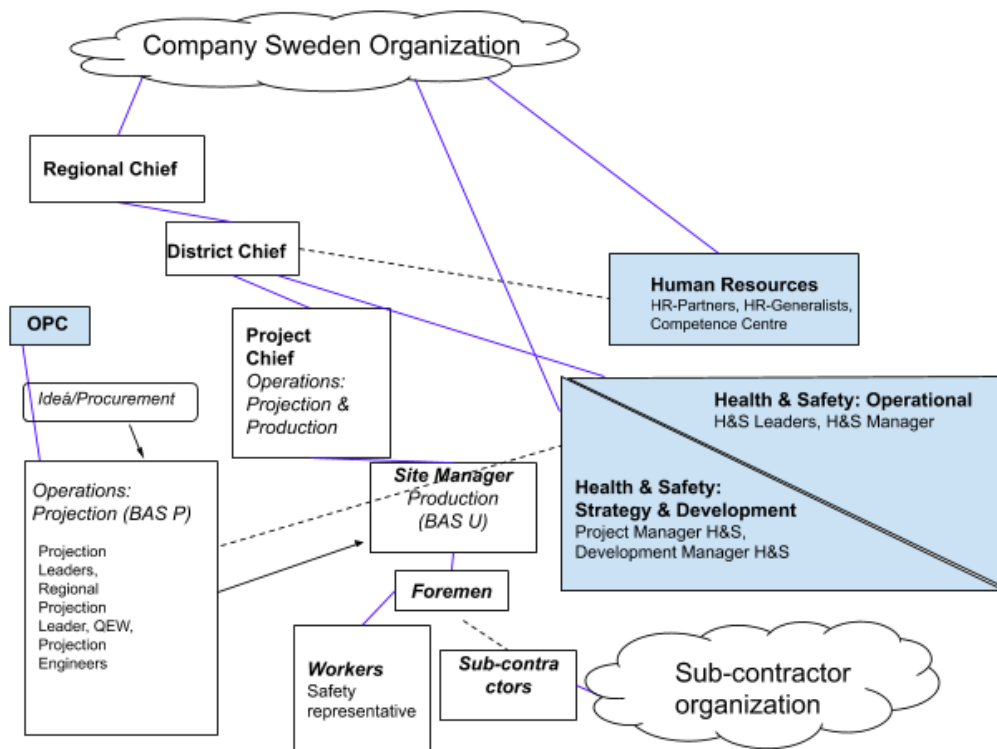 Company Sweden Organization
Regional Chief
District Chief
Human Resources
HR-Partners, HR-Generalists,
Competence Centre
OPC
Project
Chief
Operations:
Projection &
Production
Ideá/Procurement
Health & Safety: Operational
H&S Leaders, H&S Manager
Health & Safety:
Strategy & Development
Project Manager H&S,
Development Manager H&S
Operations:
Projection (BAS P)
Projection
Leaders,
Regional
Projection
Leader, QEW,
Projection
Engineers
Site Manager
Production
(BAS U)
Foremen
Workers
Safety
representative
Sub-contra
ctors
Sub-contractor
organization